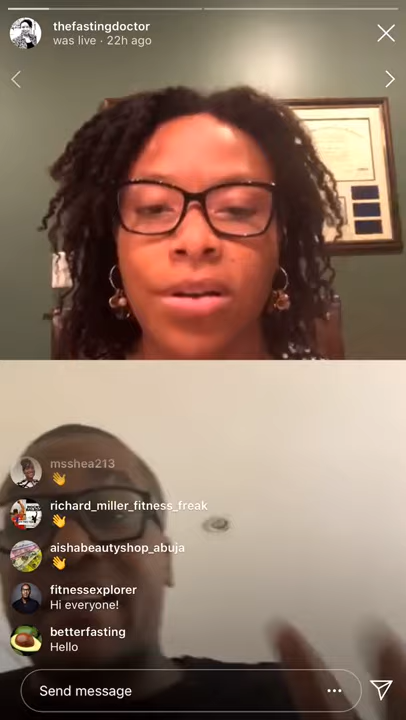 thefastingdoctor
was live · 22h ago
msshea213
👋
richard_miller_fitness_freak
👋
aishabeautyshop_abuja
👋
fitnessexplorer
Hi everyone!
betterfasting
Hello
Send message